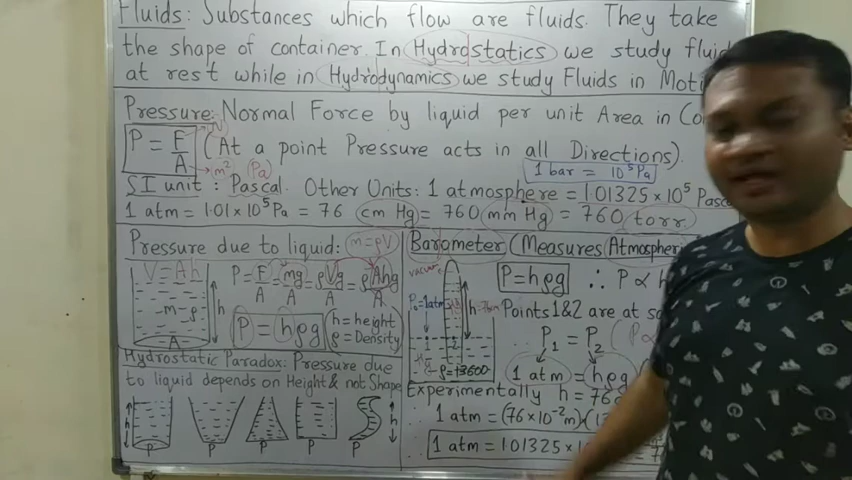 Fluids: Substances which flow are fluids. They take
the shape of container. In Hydrostatics we study fluid
at rest while in Hydrodynamics we study Fluids in Moti
Pressure: Normal Force by liquid per unit Area in Co
P = F/A (At a point Pressure acts in all Directions).
N
m² (Pa)
1 bar = 10⁵ Pa
SI unit: Pascal. Other Units: 1 atmosphere = 1.01325 × 10⁵ Pasca
1 atm = 1.01 × 10⁵ Pa = 76 cm Hg = 760 mm Hg = 760 torr
Pressure due to liquid: m = ρV
V = Ah
P = F/A = mg/A = ρVg/A = ρAhg/A
h
-m-ρ
A
P = hρg (h = height
ρ = Density)
Hydrostatic Paradox: Pressure due
to liquid depends on Height & not Shape
h
h
P P P P P
Barometer (Measures Atmospheri
vacuum
P = hρg ∴ P ∝ h
P₀ = 1 atm
h = 76cm
Points 1&2 are at sa
∴ P₁ = P₂ (P∝
ρ = 13600
1 atm = hρg
Experimentally h = 760
∴ 1 atm = (76 × 10⁻² m)(13
∴ 1 atm = 1.01325 × 1